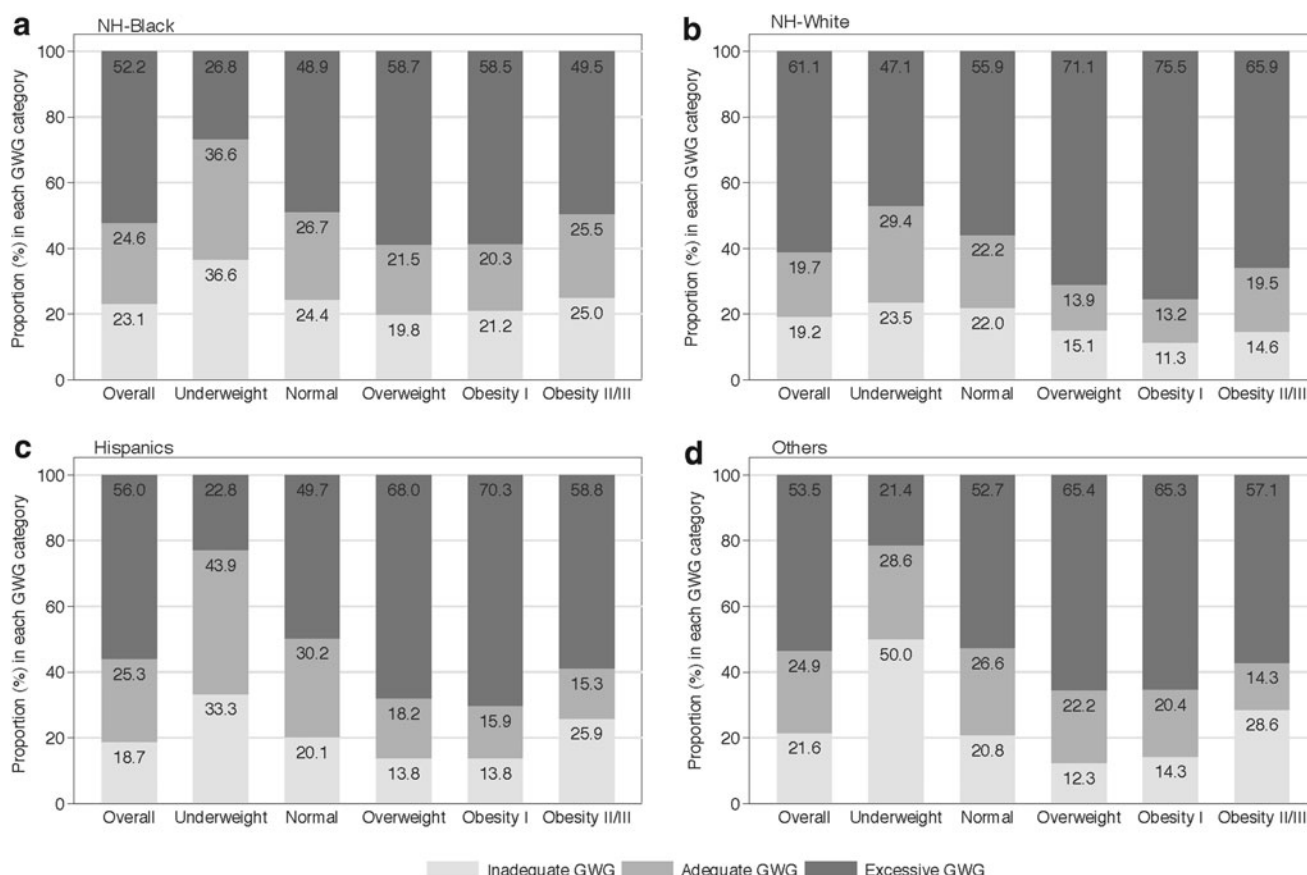 a NH-Black
Proportion (%) in each GWG category
100
80
60
40
20
0
52.2 26.8 48.9 58.7 58.5 49.5
24.6 36.6 26.7 21.5 20.3 25.5
23.1 36.6 24.4 19.8 21.2 25.0
Overall Underweight Normal Overweight Obesity I Obesity II/III
b NH-White
Proportion (%) in each GWG category
100
80
60
40
20
0
61.1 47.1 55.9 71.1 75.5 65.9
19.7 29.4 22.2 13.9 13.2 19.5
19.2 23.5 22.0 15.1 11.3 14.6
Overall Underweight Normal Overweight Obesity I Obesity II/III
c Hispanics
Proportion (%) in each GWG category
100
80
60
40
20
0
56.0 22.8 49.7 68.0 70.3 58.8
25.3 43.9 30.2 18.2 15.9 15.3
18.7 33.3 20.1 13.8 13.8 25.9
Overall Underweight Normal Overweight Obesity I Obesity II/III
d Others
Proportion (%) in each GWG category
100
80
60
40
20
0
53.5 21.4 52.7 65.4 65.3 57.1
24.9 28.6 26.6 22.2 20.4 14.3
21.6 50.0 20.8 12.3 14.3 28.6
Overall Underweight Normal Overweight Obesity I Obesity II/III
Inadequate GWG Adequate GWG Excessive GWG